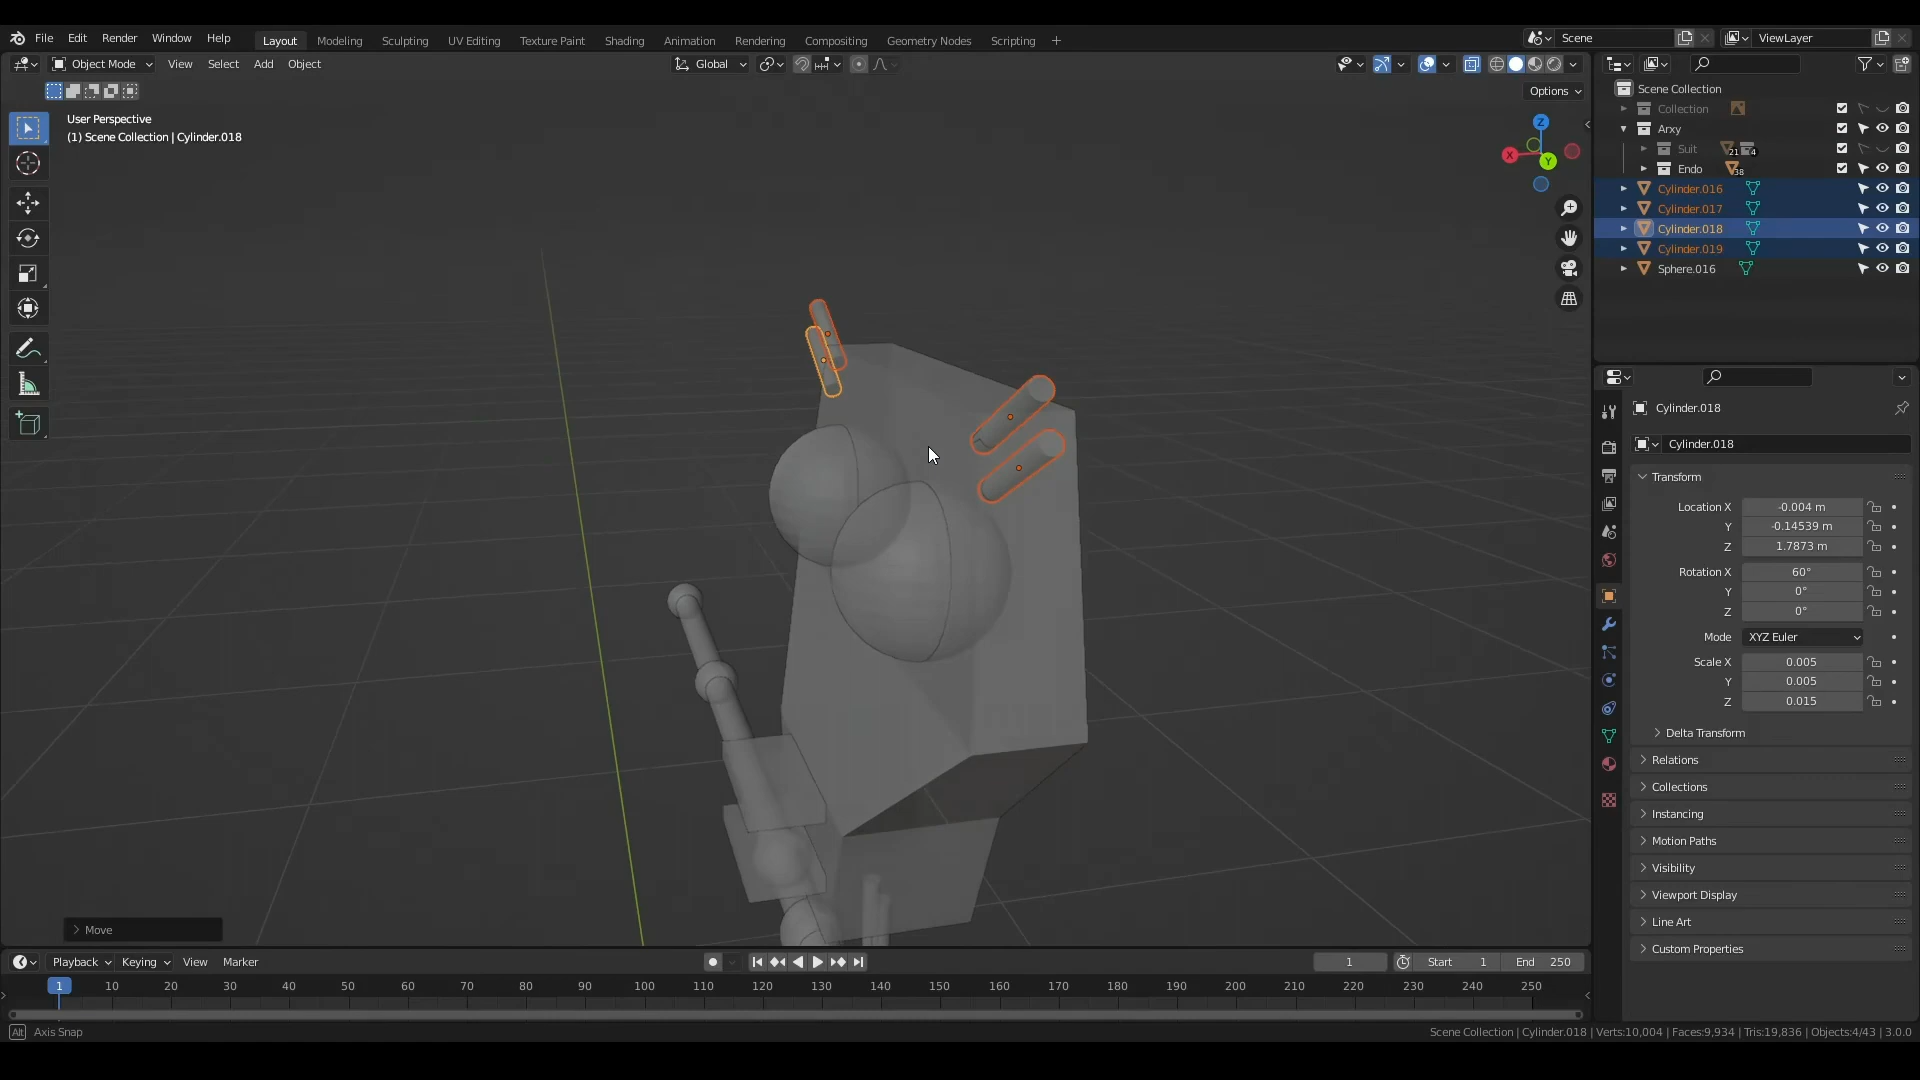 File Edit Render Window Help Layout Modeling Sculpting UV Editing Texture Paint Shading Animation Rendering Compositing Geometry Nodes Scripting Scene ViewLayer
Object Mode View Select Add Object Global
Options
User Perspective
(1) Scene Collection | Cylinder.018
Z
X
Y
Scene Collection
Collection
Arxy
Suit 21 4
Endo 38
Cylinder.016
Cylinder.017
Cylinder.018
Cylinder.019
Sphere.016
Cylinder.018
Cylinder.018
Transform
Location X -0.004 m
Y -0.14539 m
Z 1.7873 m
Rotation X 60°
Y 0°
Z 0°
Mode XYZ Euler
Scale X 0.005
Y 0.005
Z 0.015
Delta Transform
Relations
Collections
Instancing
Motion Paths
Visibility
Viewport Display
Line Art
Custom Properties
Move
Playback Keying View Marker 1 Start 1 End 250
1 10 20 30 40 50 60 70 80 90 100 110 120 130 140 150 160 170 180 190 200 210 220 230 240 250
Alt Axis Snap
Scene Collection | Cylinder.018 | Verts:10,004 | Faces:9,934 | Tris:19,836 | Objects:4/43 | 3.0.0